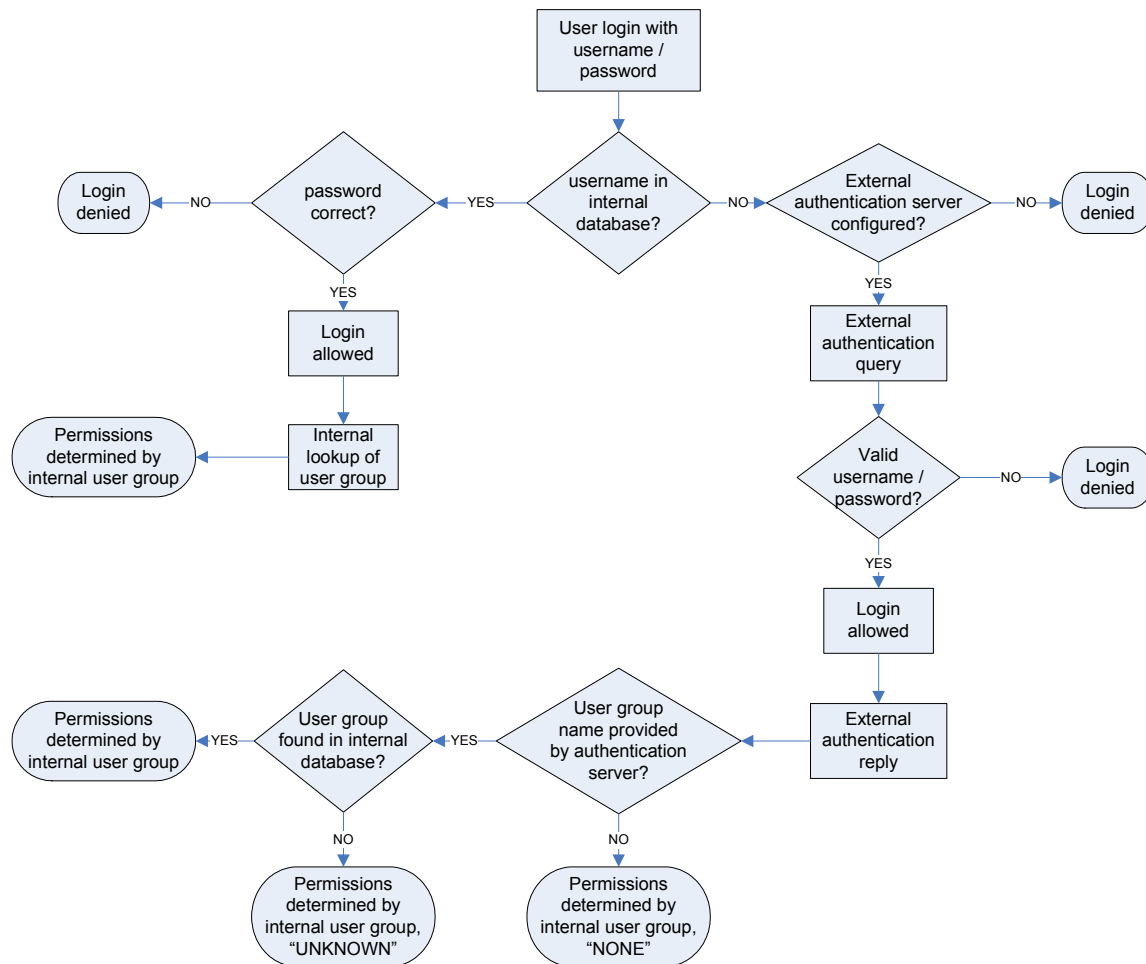 User login with
username /
password
Login
denied
NO
password
correct?
YES
username in
internal
database?
NO
External
authentication server
configured?
NO
Login
denied
YES
YES
Login
allowed
External
authentication
query
Permissions
determined by
internal user group
Internal
lookup of
user group
Valid
username /
password?
NO
Login
denied
YES
Login
allowed
Permissions
determined by
internal user group
YES
User group
found in internal
database?
YES
User group
name provided
by authentication
server?
External
authentication
reply
NO
NO
Permissions
determined by
internal user group,
“UNKNOWN”
Permissions
determined by
internal user group,
“NONE”